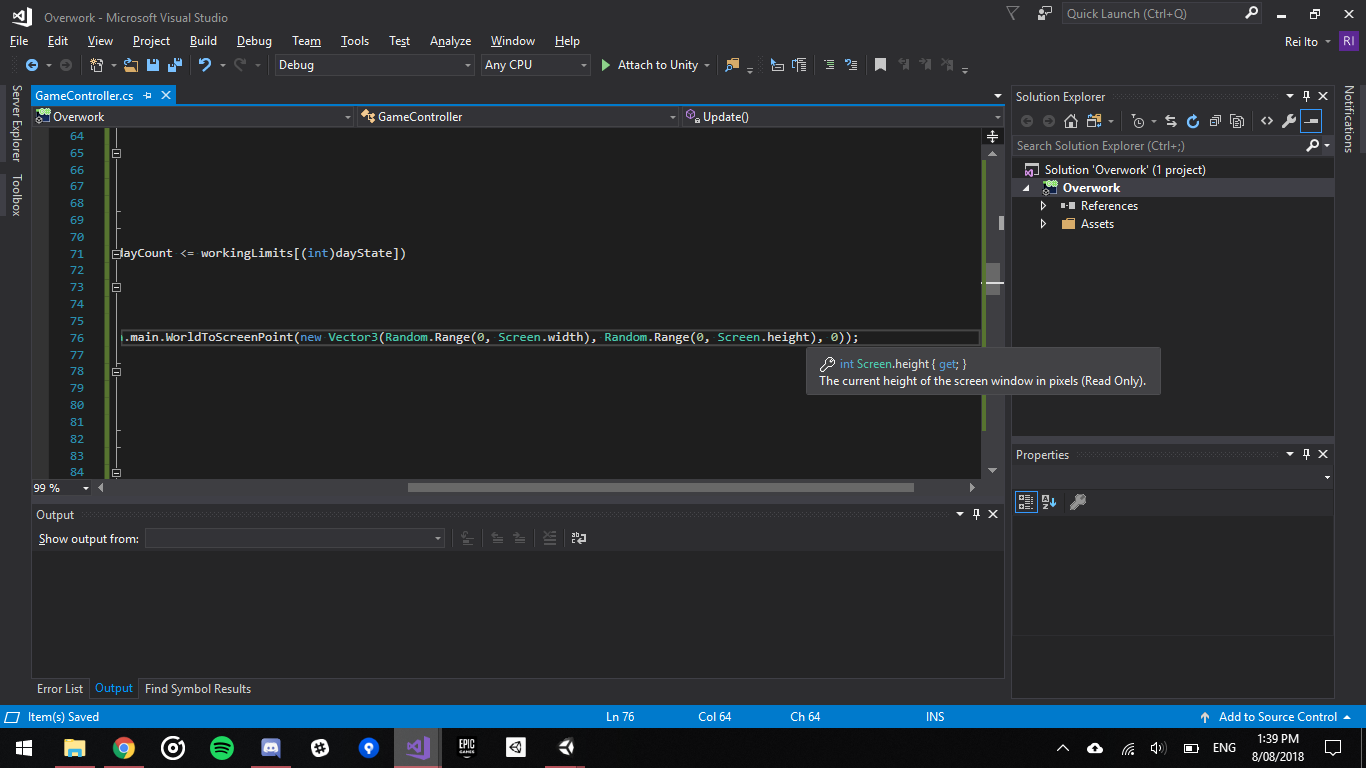 Overwork - Microsoft Visual Studio
Quick Launch (Ctrl+Q)
File Edit View Project Build Debug Team Tools Test Analyze Window Help
Rei Ito RI
Debug Any CPU Attach to Unity
Server Explorer
Toolbox
GameController.cs
Overwork GameController Update()
64
65
66
67
68
69
70
71 dayCount <= workingLimits[(int)dayState])
72
73
74
75
76 .main.WorldToScreenPoint(new Vector3(Random.Range(0, Screen.width), Random.Range(0, Screen.height), 0));
77
78
79
80
81
82
83
84
int Screen.height { get; }
The current height of the screen window in pixels (Read Only).
99 %
Solution Explorer
Search Solution Explorer (Ctrl+;)
Solution 'Overwork' (1 project)
Overwork
References
Assets
Notifications
Properties
Output
Show output from:
Error List Output Find Symbol Results
Item(s) Saved Ln 76 Col 64 Ch 64 INS Add to Source Control
EPIC
GAMES
ENG
1:39 PM
8/08/2018